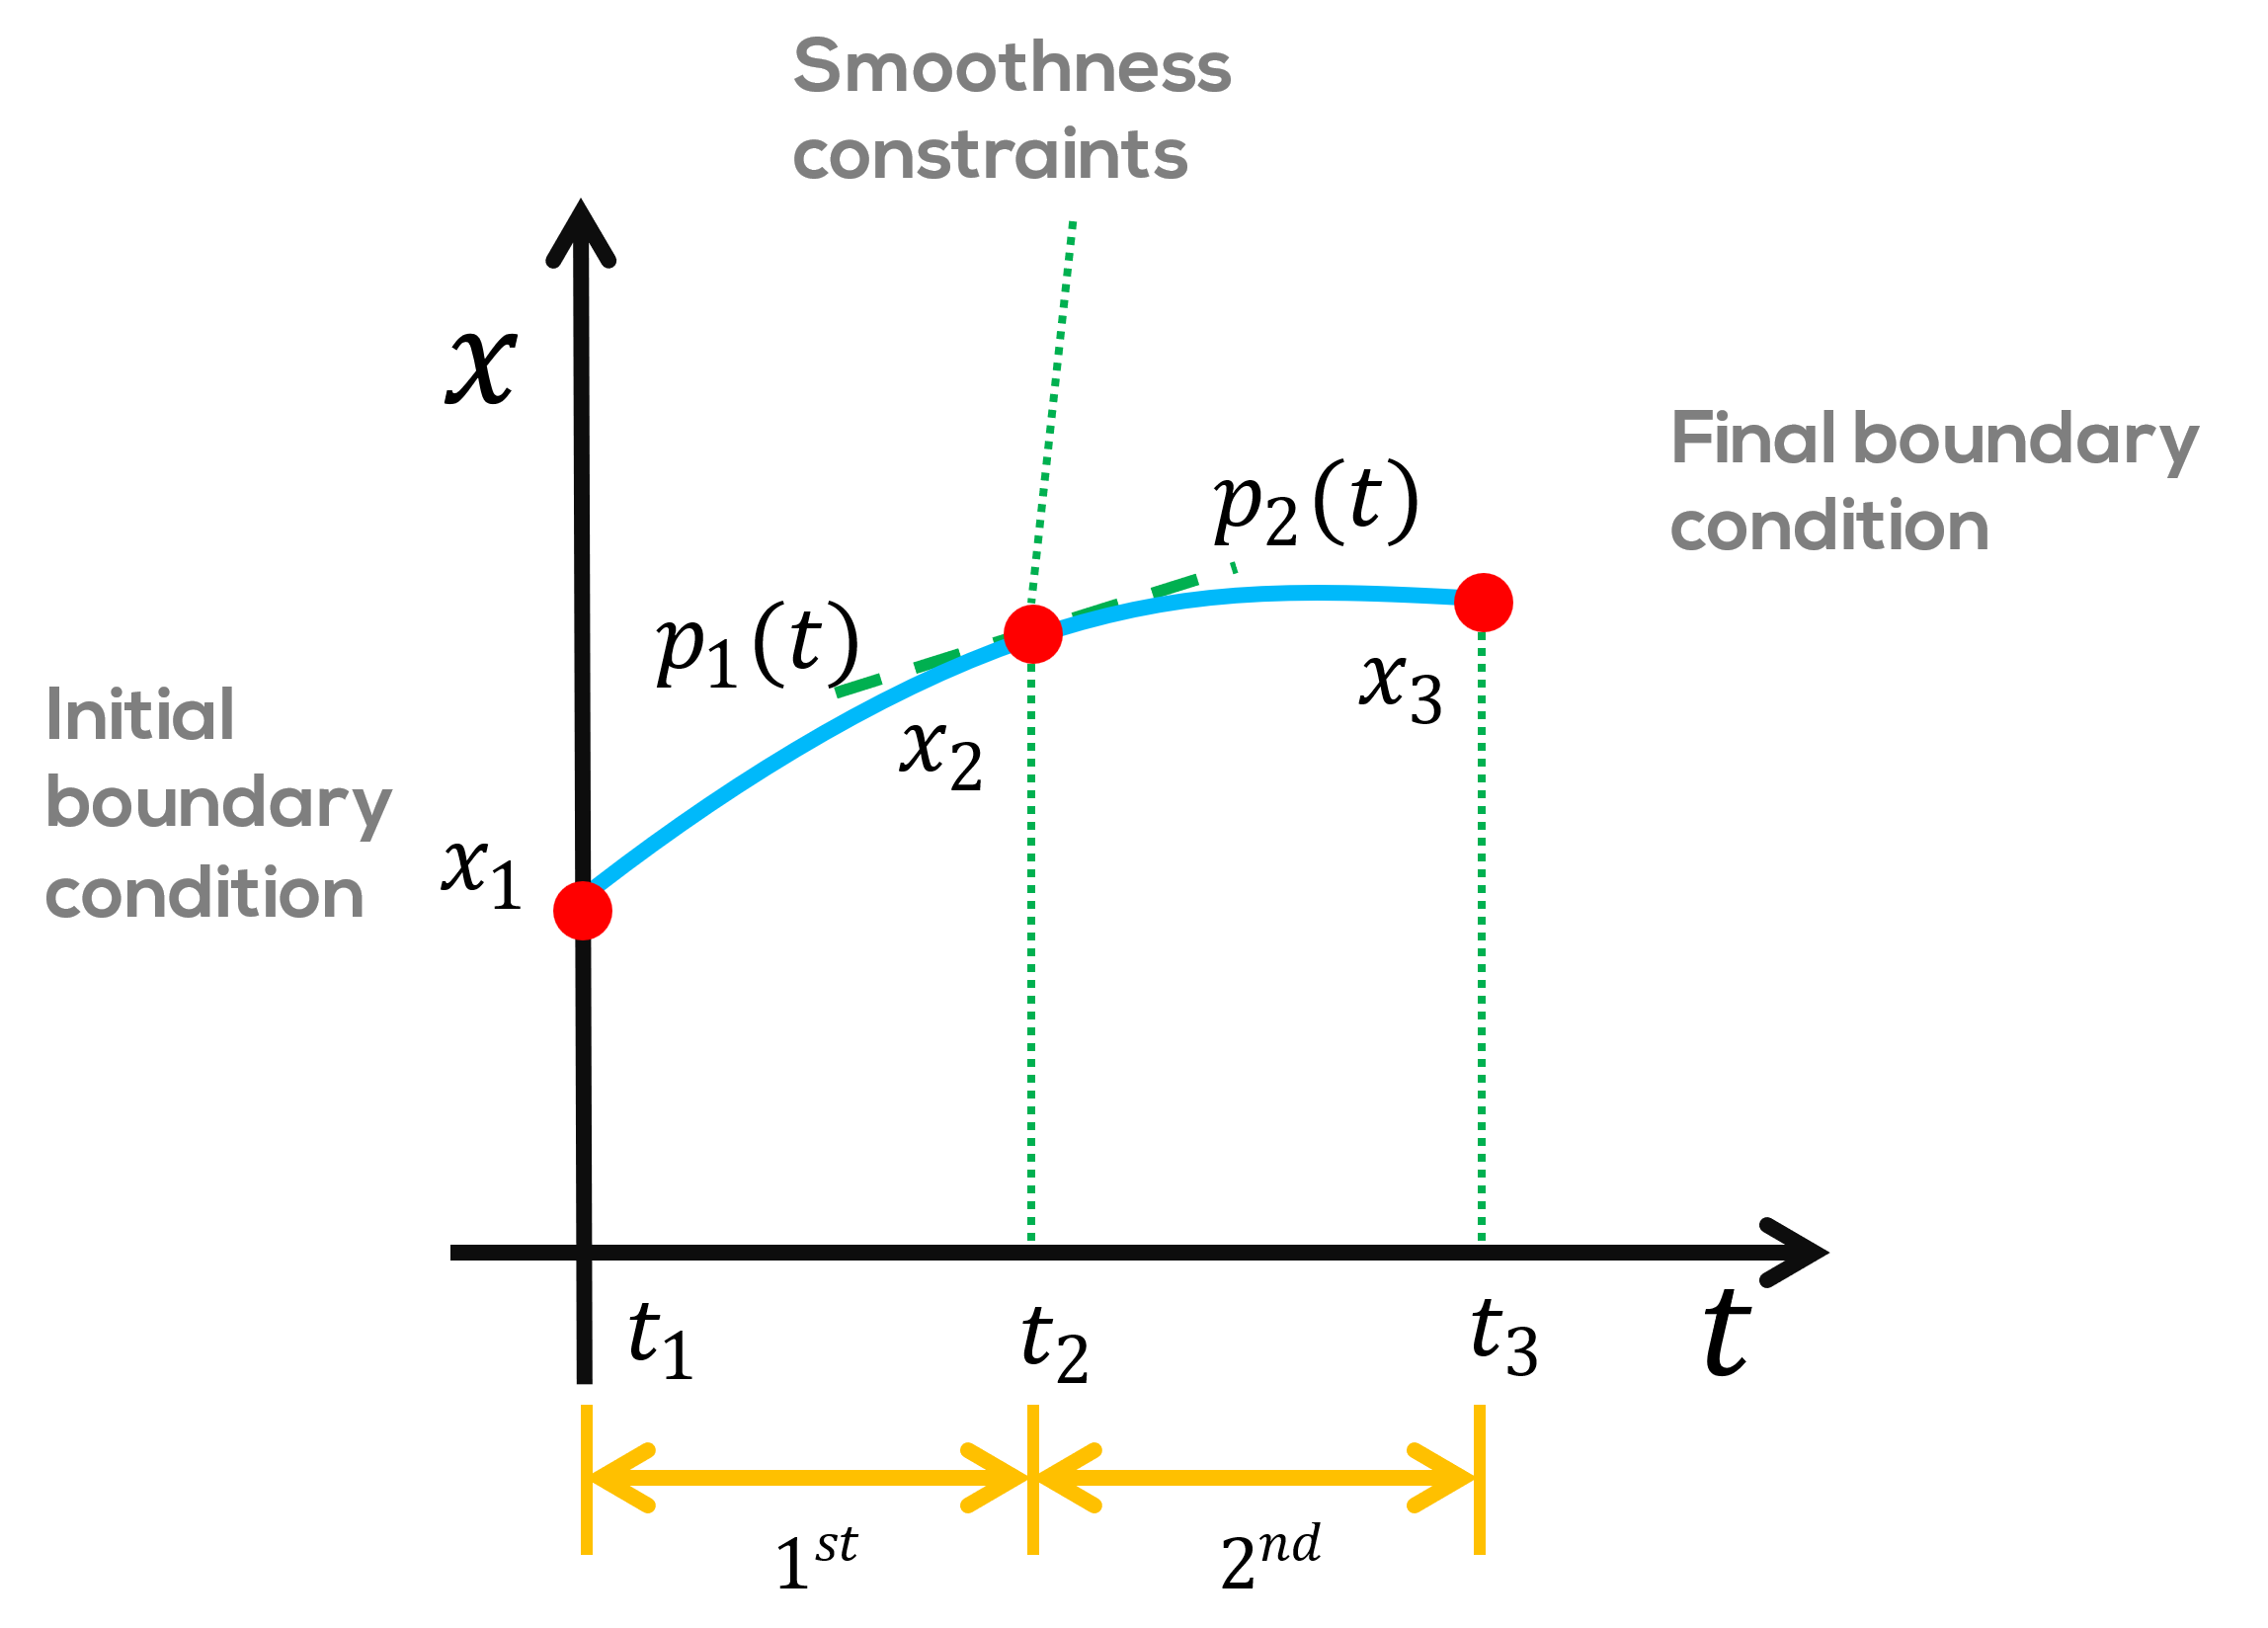 Smoothness
constraints
x
Final boundary
condition
p₂(t)
p₁(t)
x₃
Initial
boundary
condition
x₂
x₁
t₁
t₂
t₃
t
1ˢᵗ
2ⁿᵈ